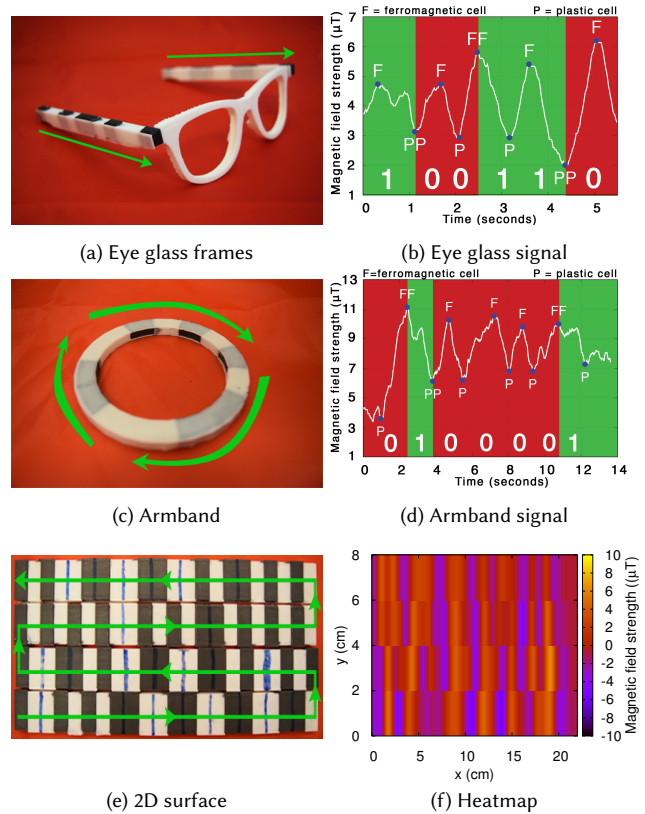 F = ferromagnetic cell P = plastic cell
Magnetic field strength (μT)
7
6
5
4
3
2
1
F
PP
F
P
FF
P
F
PP
F
1 0 0 1 1 0
0 1 2 3 4 5
Time (seconds)
(a) Eye glass frames
(b) Eye glass signal
F=ferromagnetic cell P = plastic cell
Magnetic field strength (μT)
13
11
9
7
5
3
1
P
FF
PP
F
P
F
P
F
P
FF
P
0 1 0 0 0 0 1
0 2 4 6 8 10 12 14
Time (seconds)
(c) Armband
(d) Armband signal
y (cm)
8
6
4
2
0
0 5 10 15 20
x (cm)
10
8
6
4
2
0
-2
-4
-6
-8
-10
Magnetic field strength ((μT)
(e) 2D surface
(f) Heatmap